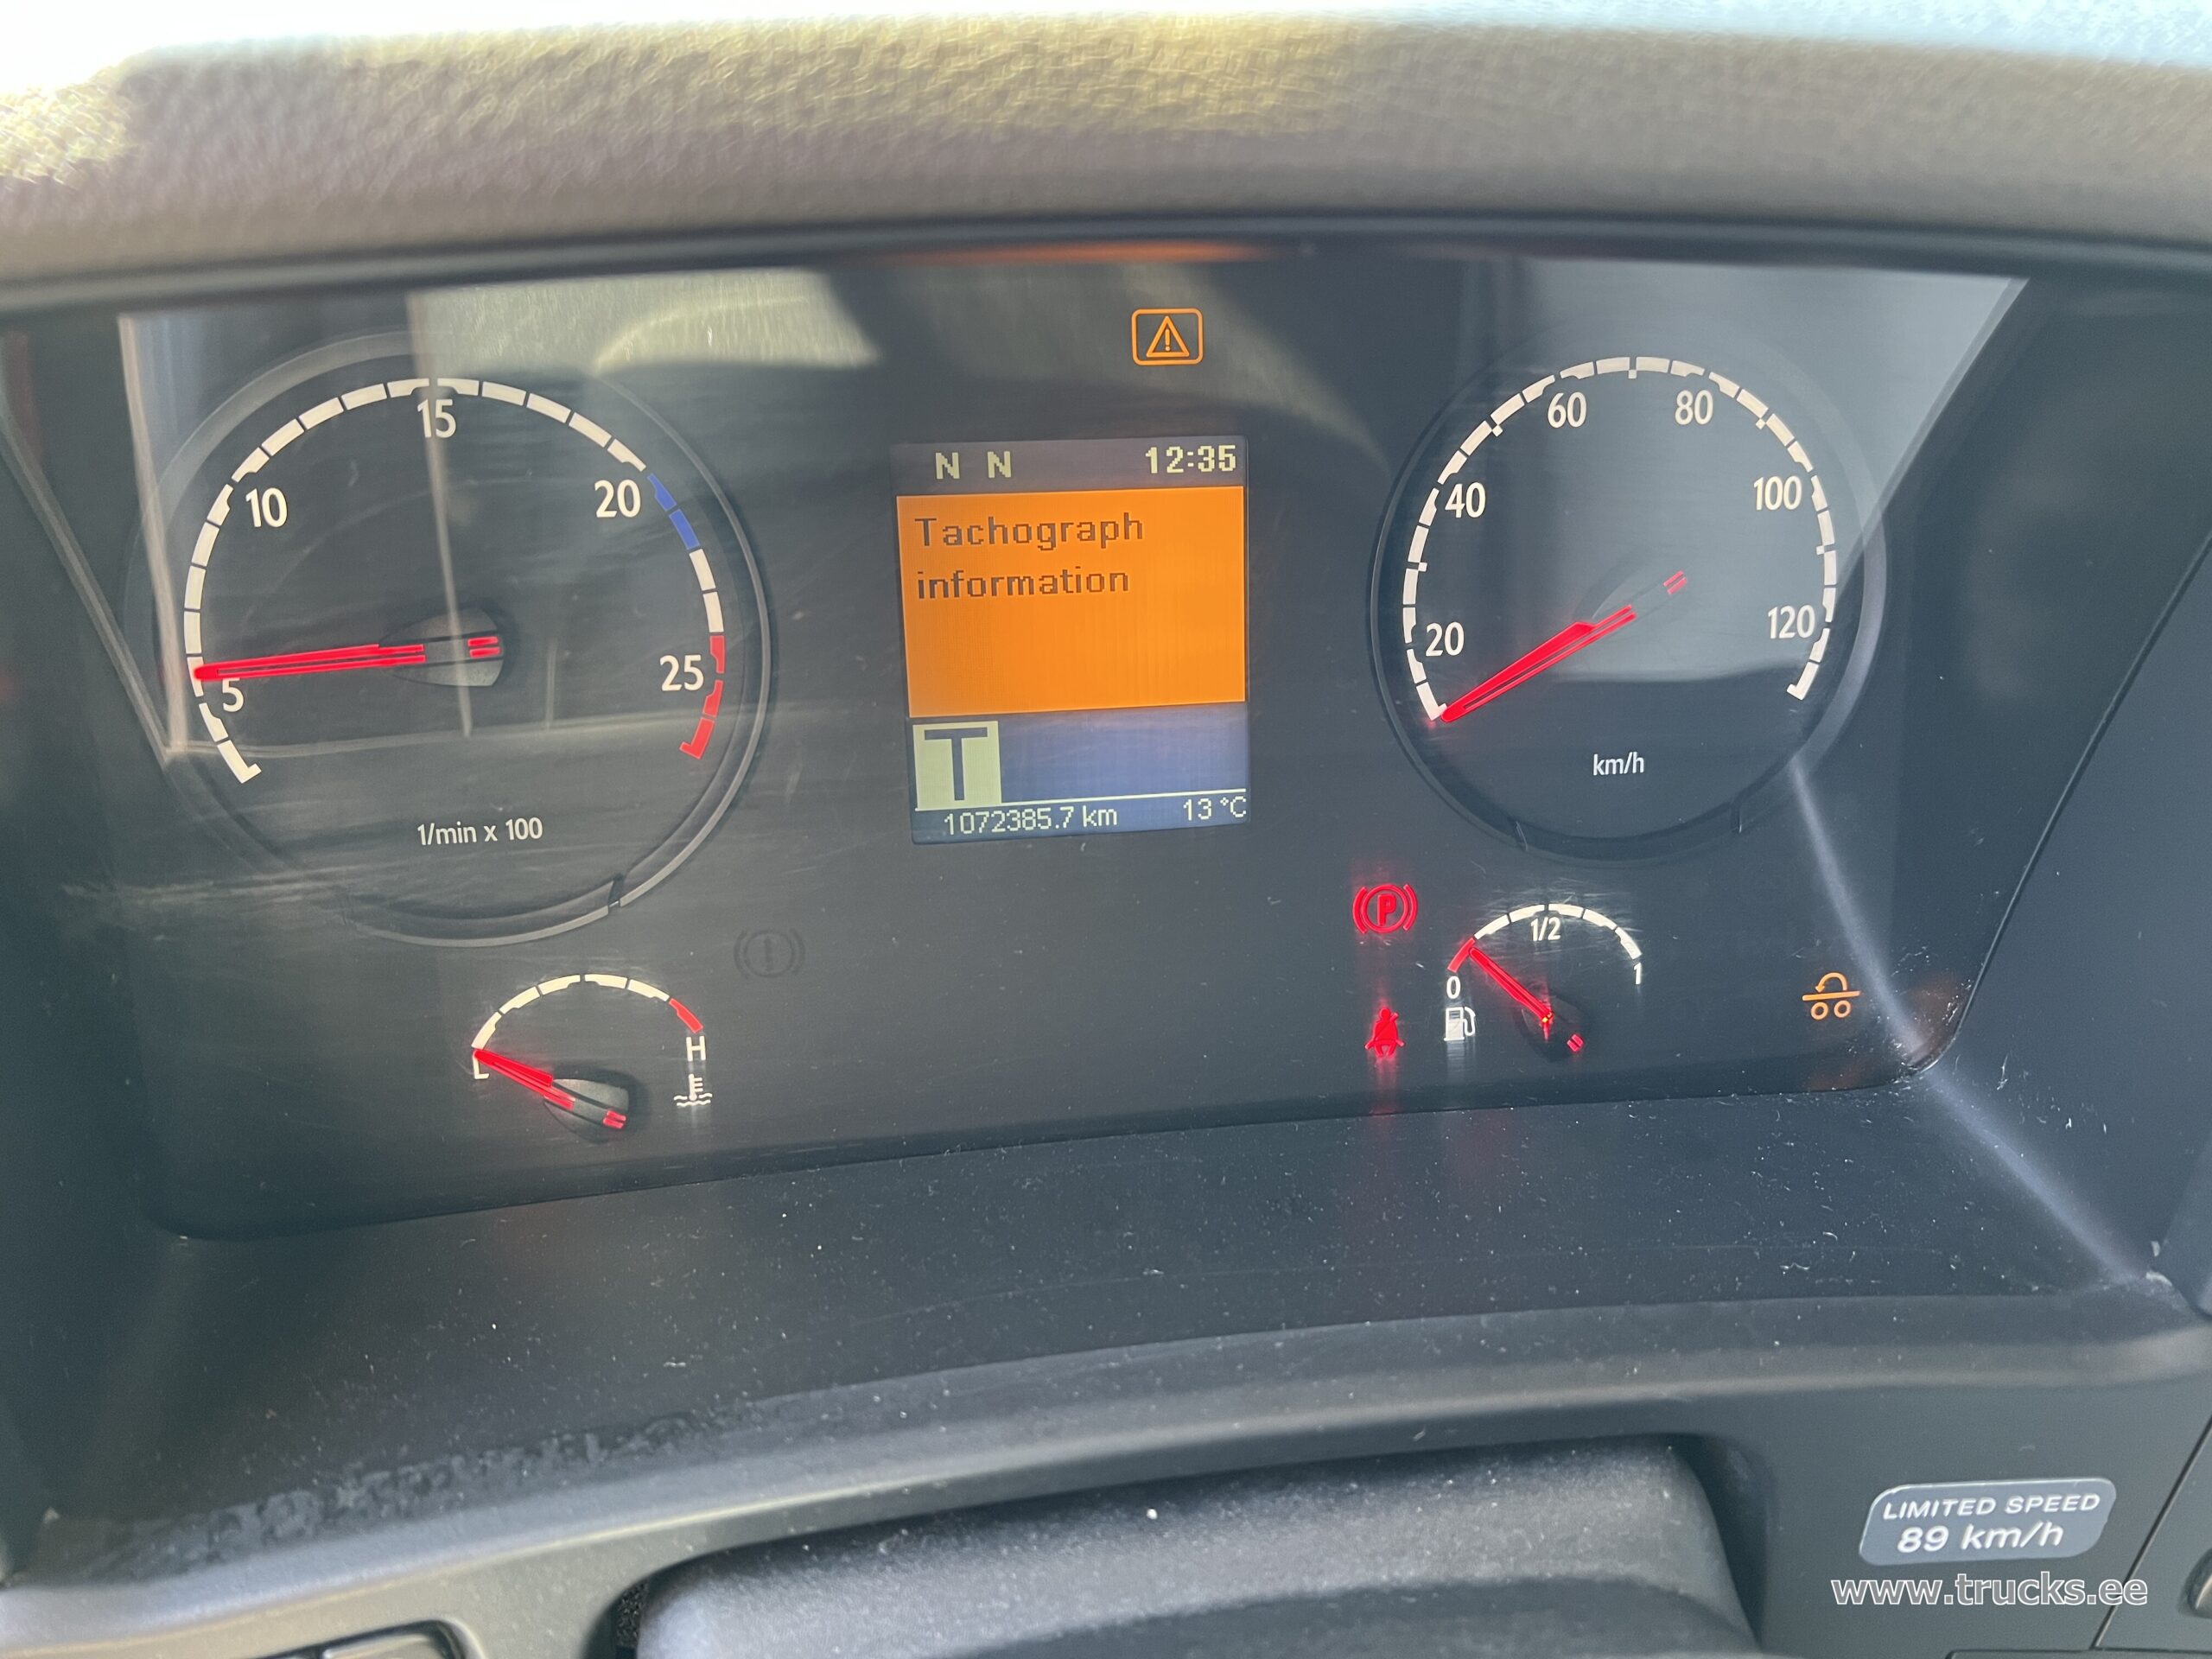 5
10
15
20
25
1/min x 100
N N 12:35
Tachograph
information
T
1072385.7 km 13 °C
20
40
60
80
100
120
km/h
L
H
P
0
1/2
1
LIMITED SPEED
89 km/h
www.trucks.ee